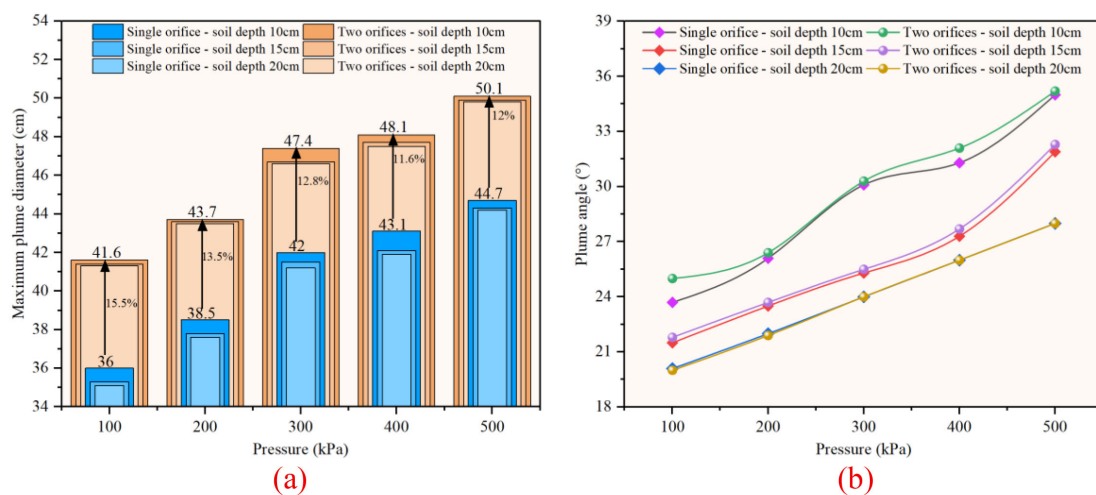 Maximum plume diameter (cm)
54
52
50
48
46
44
42
40
38
36
34
Single orifice - soil depth 10cm
Single orifice - soil depth 15cm
Single orifice - soil depth 20cm
Two orifices - soil depth 10cm
Two orifices - soil depth 15cm
Two orifices - soil depth 20cm
41.6
15.5%
36
43.7
13.5%
38.5
47.4
12.8%
42
48.1
11.6%
43.1
50.1
12%
44.7
100
200
300
400
500
Pressure (kPa)
(a)
Plume angle (°)
39
36
33
30
27
24
21
18
Single orifice - soil depth 10cm
Single orifice - soil depth 15cm
Single orifice - soil depth 20cm
Two orifices - soil depth 10cm
Two orifices - soil depth 15cm
Two orifices - soil depth 20cm
100
200
300
400
500
Pressure (kPa)
(b)